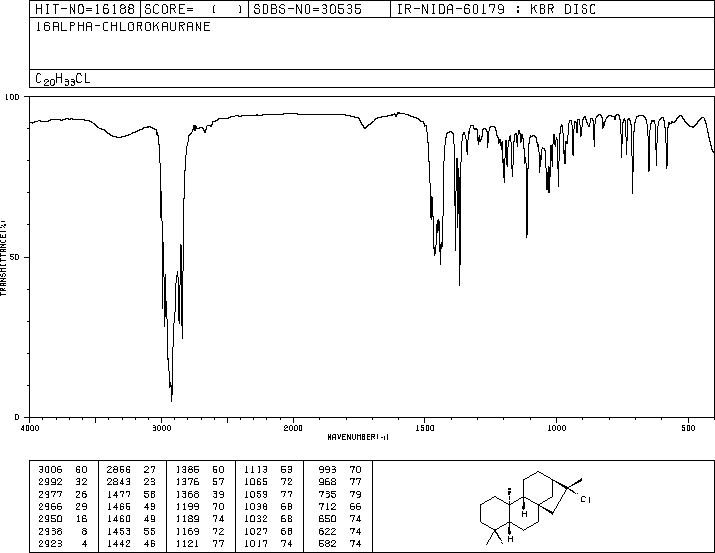 HIT-NO=16188 SCORE= ( ) SDBS-NO=30535 IR-NIDA-60179 : KBR DISC
16ALPHA-CHLOROKAURANE
C20H33CL
100
50
0
TRANSMITTANCE(%)
4000 3000 2000 1500 1000 500
WAVENUMBER(-1)
3006 60 2866 27 1386 50 1113 53 993 70
2992 32 2843 23 1376 57 1065 72 968 77
2977 26 1477 58 1368 39 1059 77 735 79
2966 29 1466 49 1199 70 1038 68 712 66
2950 16 1460 49 1189 74 1032 68 650 74
2938 8 1453 55 1169 72 1027 68 622 74
2923 4 1442 46 1121 77 1017 74 582 74
Cl
H
H